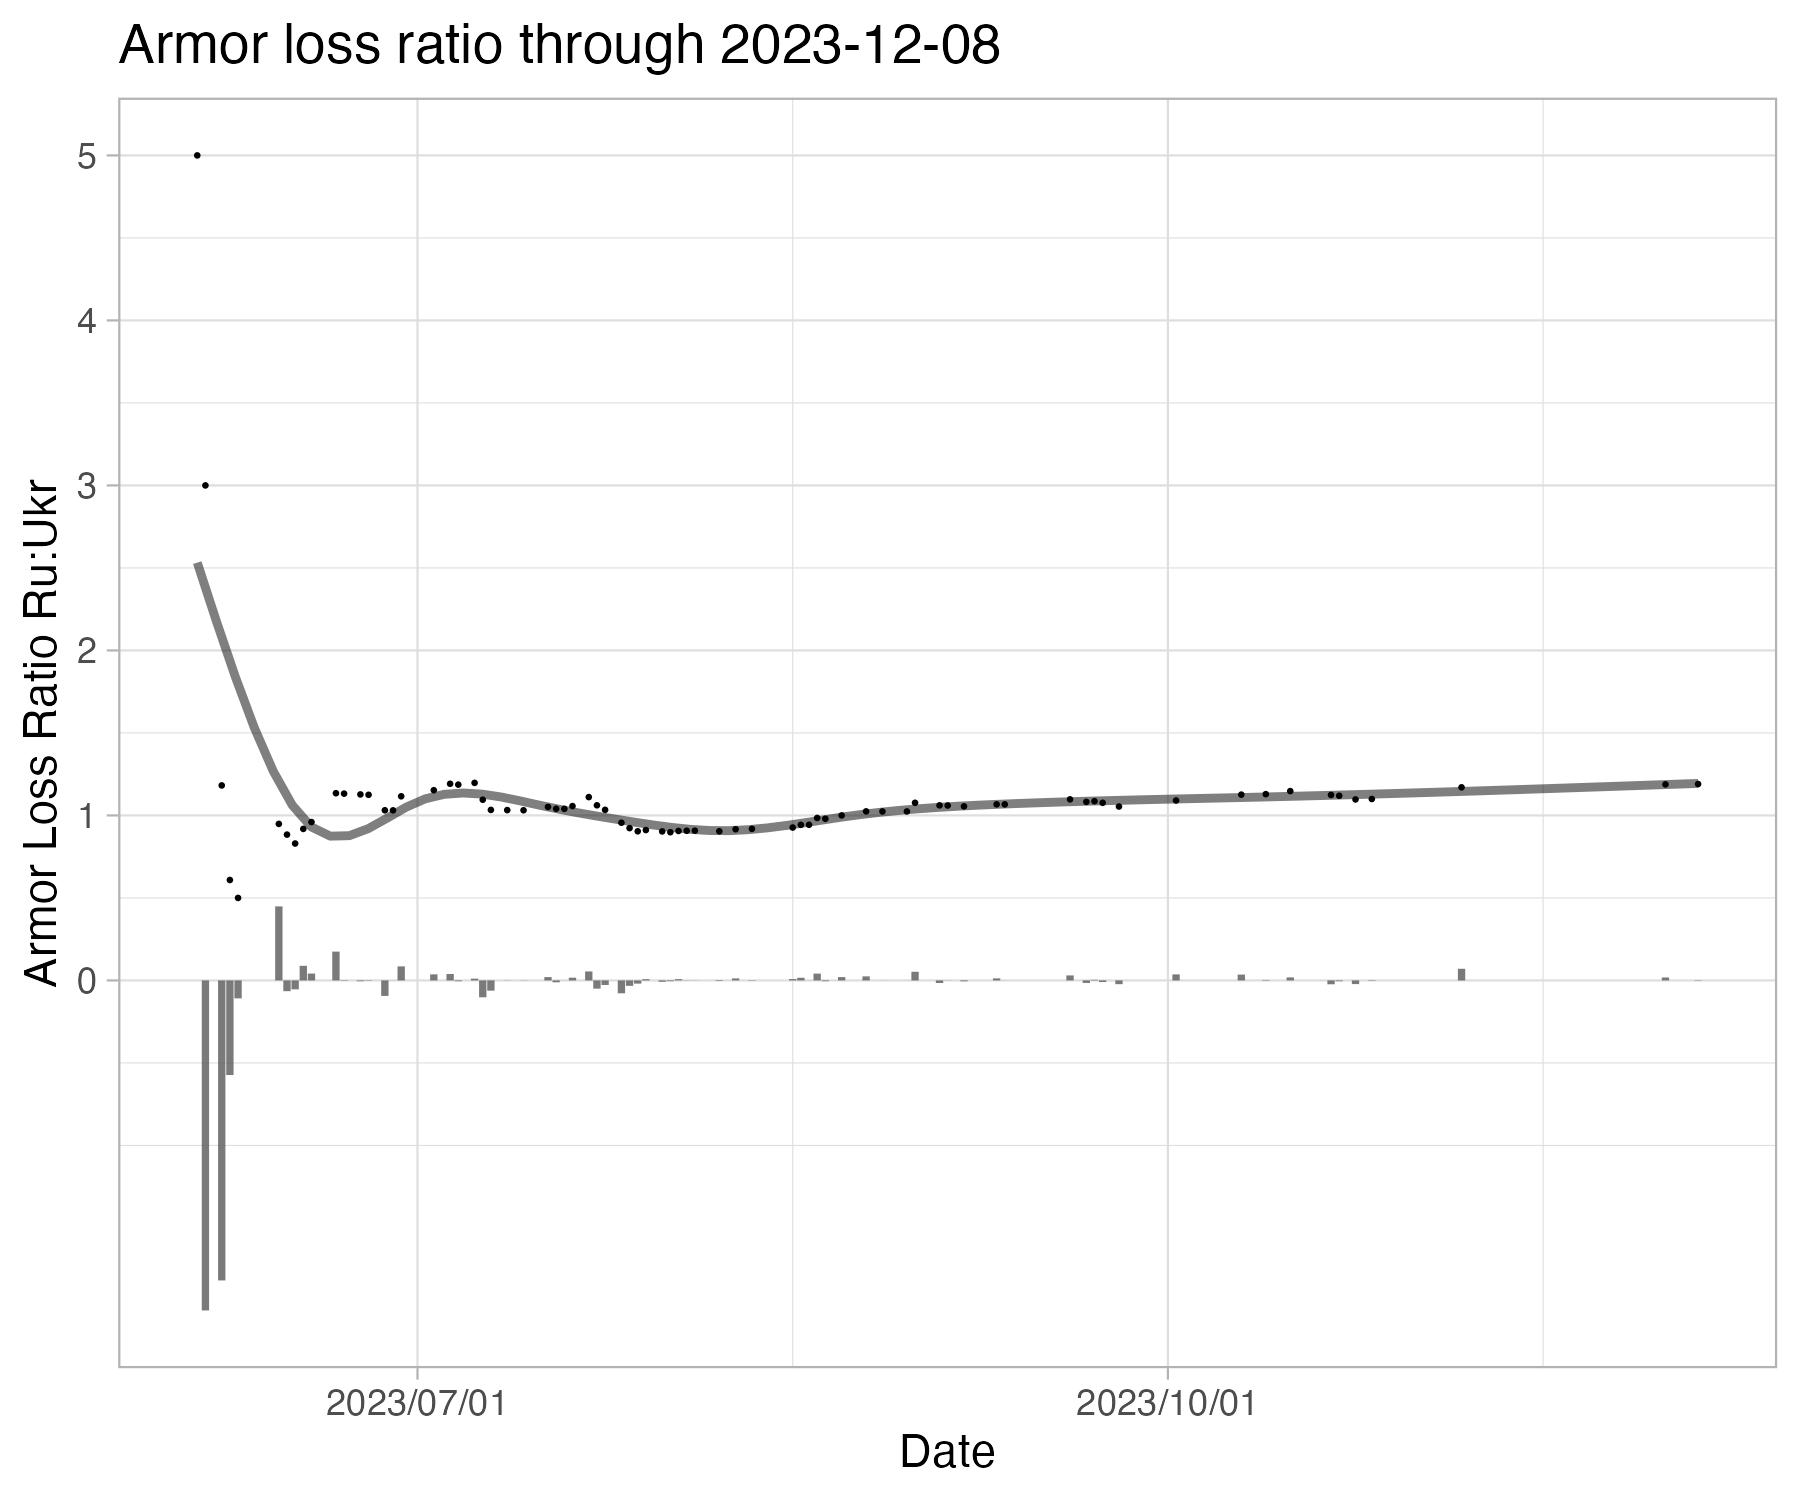 Armor loss ratio through 2023-12-08
Armor Loss Ratio Ru:Ukr
5
4
3
2
1
0
2023/07/01
2023/10/01
Date